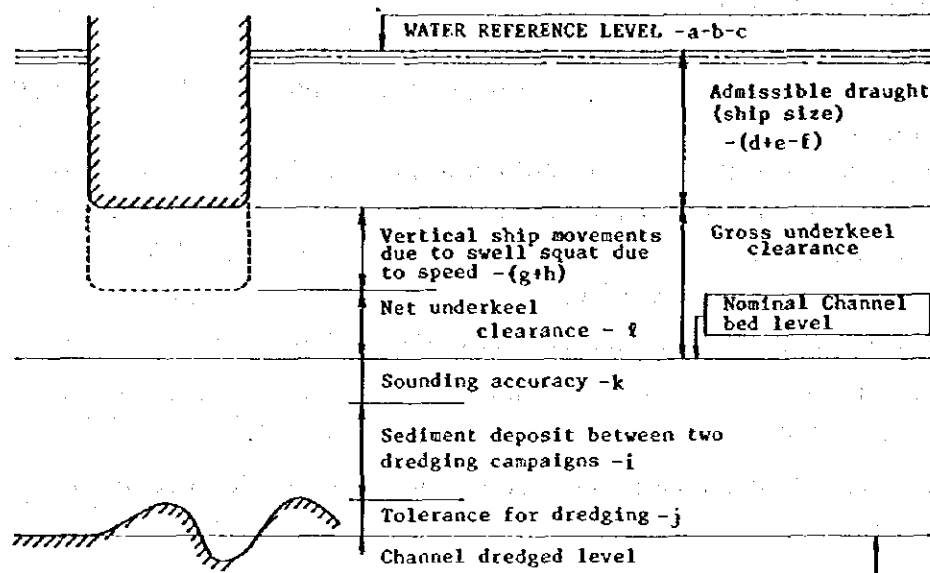 WATER REFERENCE LEVEL -a-b-c
Admissible draught
(ship size)
-(d+e-f)
Vertical ship movements
due to swell squat due
to speed -(g+h)
Gross underkeel
clearance
Net underkeel
clearance - ℓ
Nominal Channel
bed level
Sounding accuracy -k
Sediment deposit between two
dredging campaigns -i
Tolerance for dredging -j
Channel dredged level